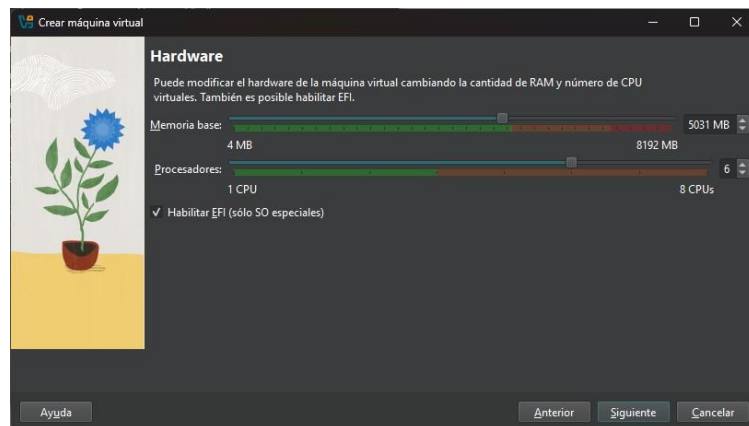 Crear máquina virtual
Hardware
Puede modificar el hardware de la máquina virtual cambiando la cantidad de RAM y número de CPU
virtuales. También es posible habilitar EFI.
Memoria base:
5031 MB
4 MB
8192 MB
Procesadores:
6
1 CPU
8 CPUs
Habilitar EFI (sólo SO especiales)
Ayuda
Anterior
Siguiente
Cancelar